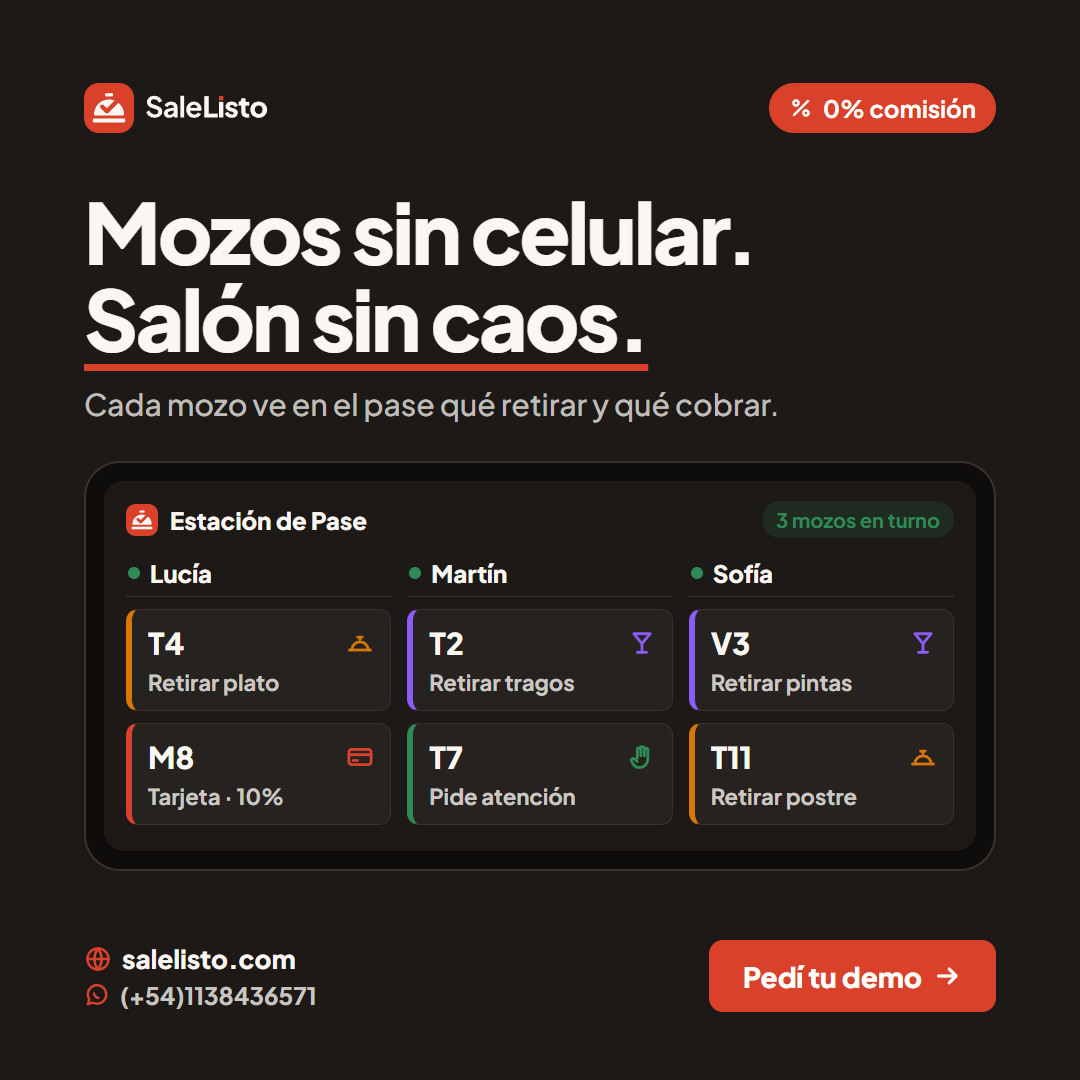 SaleListo
% 0% comisión
Mozos sin celular.
Salón sin caos.
Cada mozo ve en el pase qué retirar y qué cobrar.
Estación de Pase
3 mozos en turno
Lucía
Martín
Sofía
T4
Retirar plato
T2
Retirar tragos
V3
Retirar pintas
M8
Tarjeta · 10%
T7
Pide atención
T11
Retirar postre
salelisto.com
(+54)1138436571
Pedí tu demo →